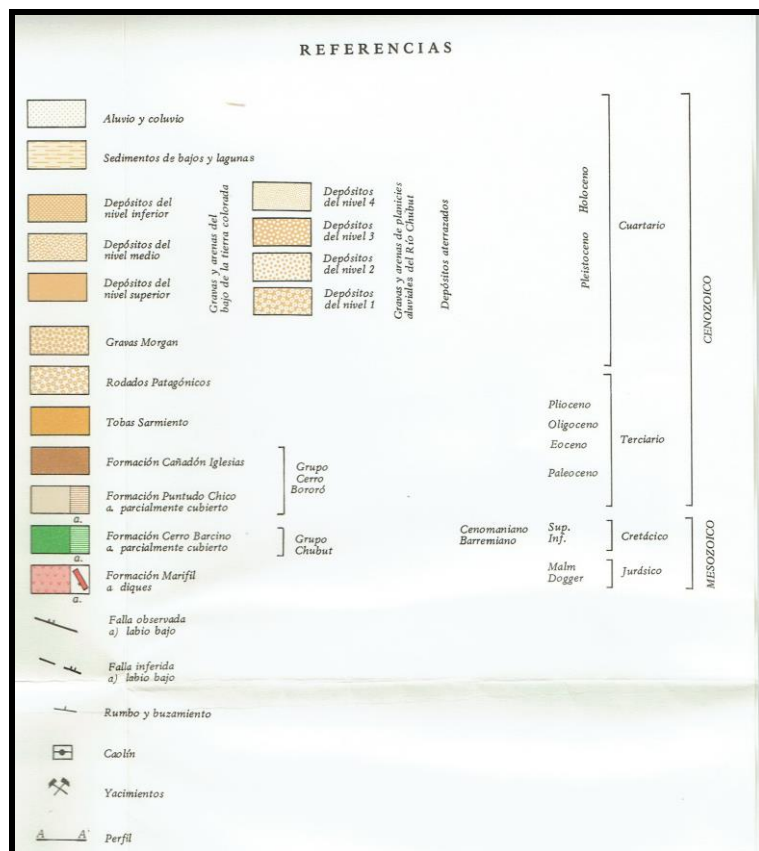 REFERENCIAS
Aluvio y coluvio
Sedimentos de bajos y lagunas
Depósitos del
nivel inferior
Depósitos del
nivel medio
Depósitos del
nivel superior
Gravas y arenas del
bajo de la tierra colorada
Depósitos
del nivel 4
Depósitos
del nivel 3
Depósitos
del nivel 2
Depósitos
del nivel 1
Gravas y arenas de planicies
aluviales del Río Chubut
Depósitos aterrazados
Holoceno
Pleistoceno
Cuartario
CENOZOICO
Gravas Morgan
Rodados Patagónicos
Tobas Sarmiento
Formación Cañadón Iglesias
Formación Puntudo Chico
a. parcialmente cubierto
a.
Grupo
Cerro
Bororó
Plioceno
Oligoceno
Eoceno
Paleoceno
Terciario
Formación Cerro Barcino
a. parcialmente cubierto
a.
Grupo
Chubut
Cenomaniano
Barremiano
Sup.
Inf.
Cretácico
MESOZOICO
Formación Marifil
a diques
a.
Malm
Dogger
Jurásico
Falla observada
a) labio bajo
Falla inferida
a) labio bajo
Rumbo y buzamiento
Caolín
Yacimientos
A A'
Perfil